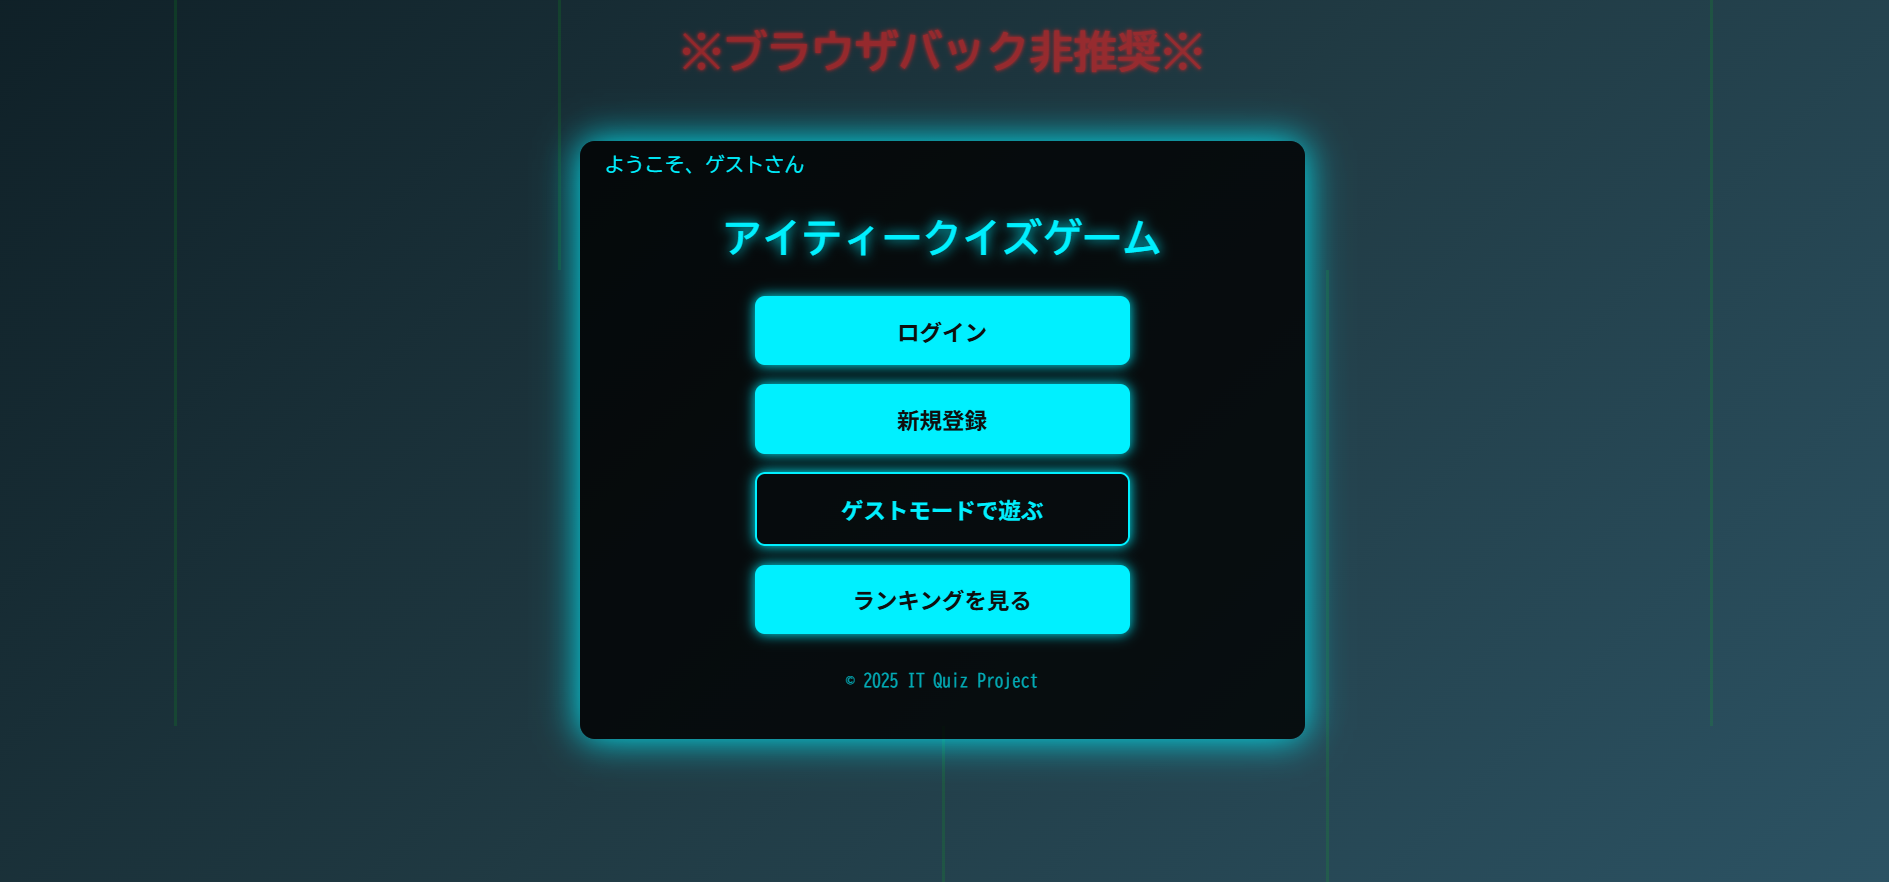 ※ブラウザバック非推奨※
ようこそ、ゲストさん
アイティークイズゲーム
ログイン
新規登録
ゲストモードで遊ぶ
ランキングを見る
© 2025 IT Quiz Project